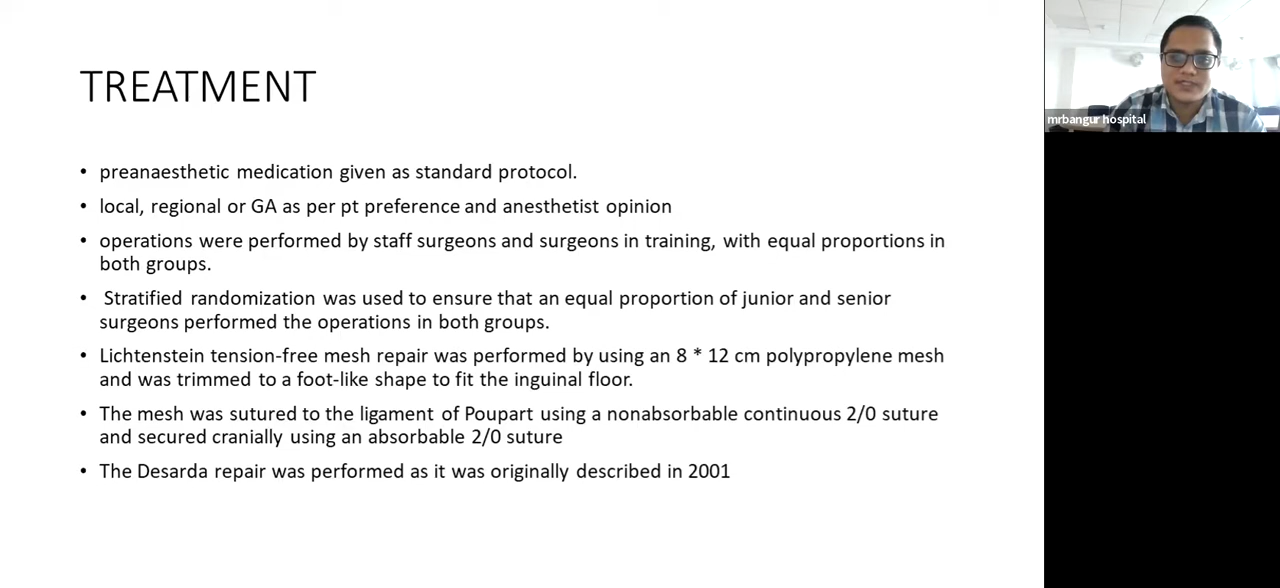 TREATMENT
• preanaesthetic medication given as standard protocol.
• local, regional or GA as per pt preference and anesthetist opinion
• operations were performed by staff surgeons and surgeons in training, with equal proportions in
both groups.
• Stratified randomization was used to ensure that an equal proportion of junior and senior
surgeons performed the operations in both groups.
• Lichtenstein tension-free mesh repair was performed by using an 8 * 12 cm polypropylene mesh
and was trimmed to a foot-like shape to fit the inguinal floor.
• The mesh was sutured to the ligament of Poupart using a nonabsorbable continuous 2/0 suture
and secured cranially using an absorbable 2/0 suture
• The Desarda repair was performed as it was originally described in 2001
mrbangur hospital